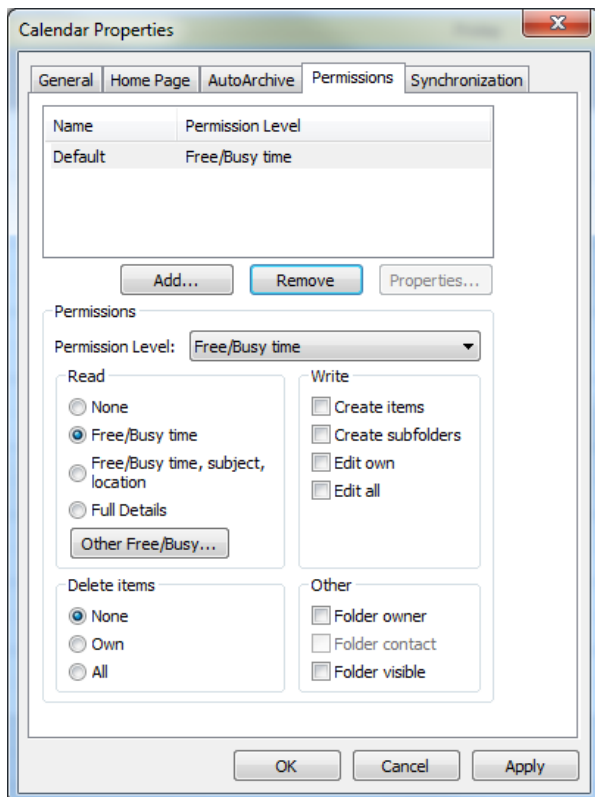 Calendar Properties
General Home Page AutoArchive Permissions Synchronization
Name Permission Level
Default Free/Busy time
Add... Remove Properties...
Permissions
Permission Level: Free/Busy time
Read
None
Free/Busy time
Free/Busy time, subject,
location
Full Details
Other Free/Busy...
Write
Create items
Create subfolders
Edit own
Edit all
Delete items
None
Own
All
Other
Folder owner
Folder contact
Folder visible
OK Cancel Apply